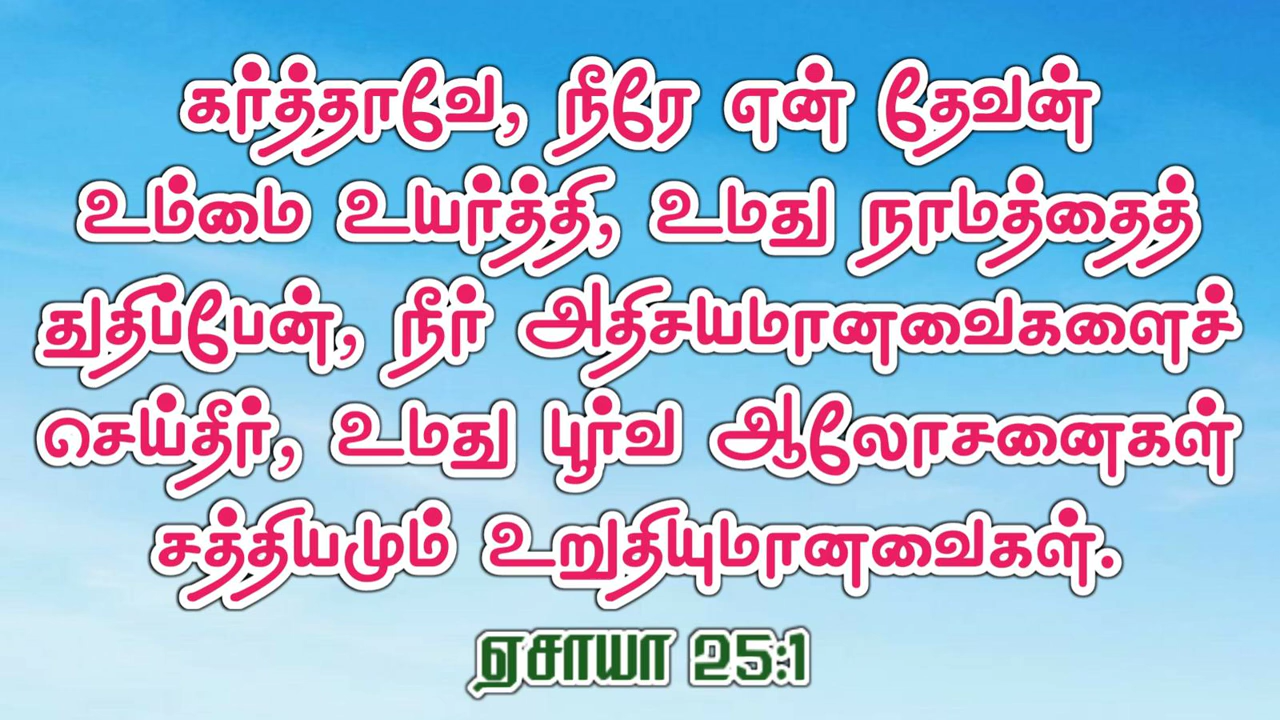 கர்த்தாவே, நீரே என் தேவன்
உம்மை உயர்த்தி, உமது நாமத்தைத்
துதிப்பேன், நீர் அதிசயமானவைகளைச்
செய்தீர், உமது பூர்வ ஆலோசனைகள்
சத்தியமும் உறுதியுமானவைகள்.
ஏசாயா 25:1